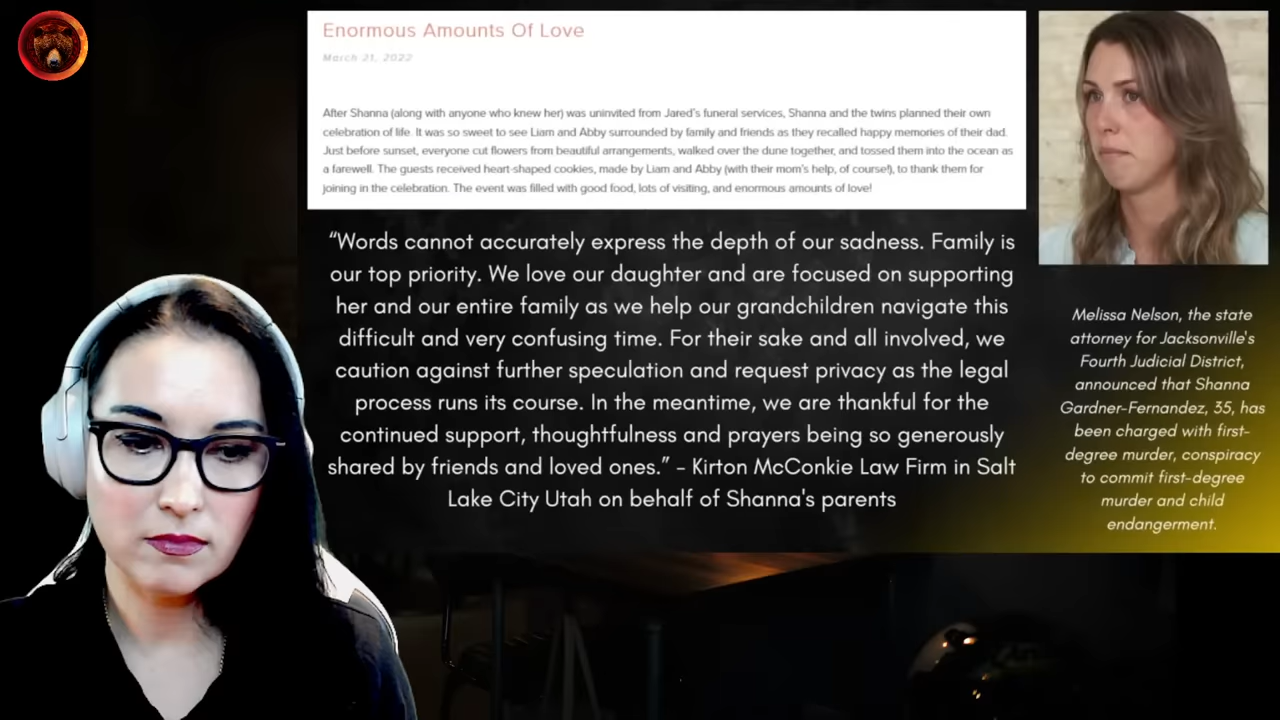 Enormous Amounts Of Love
March 21, 2022
After Shanna (along with anyone who knew her) was uninvited from Jared's funeral services, Shanna and the twins planned their own
celebration of life. It was so sweet to see Liam and Abby surrounded by family and friends as they recalled happy memories of their dad.
Just before sunset, everyone cut flowers from beautiful arrangements, walked over the dune together, and tossed them into the ocean as
a farewell. The guests received heart-shaped cookies, made by Liam and Abby (with their mom's help, of course!), to thank them for
joining in the celebration. The event was filled with good food, lots of visiting, and enormous amounts of love!
“Words cannot accurately express the depth of our sadness. Family is
our top priority. We love our daughter and are focused on supporting
her and our entire family as we help our grandchildren navigate this
difficult and very confusing time. For their sake and all involved, we
caution against further speculation and request privacy as the legal
process runs its course. In the meantime, we are thankful for the
continued support, thoughtfulness and prayers being so generously
shared by friends and loved ones.” – Kirton McConkie Law Firm in Salt
Lake City Utah on behalf of Shanna's parents
Melissa Nelson, the state
attorney for Jacksonville's
Fourth Judicial District,
announced that Shanna
Gardner-Fernandez, 35, has
been charged with first-
degree murder, conspiracy
to commit first-degree
murder and child
endangerment.